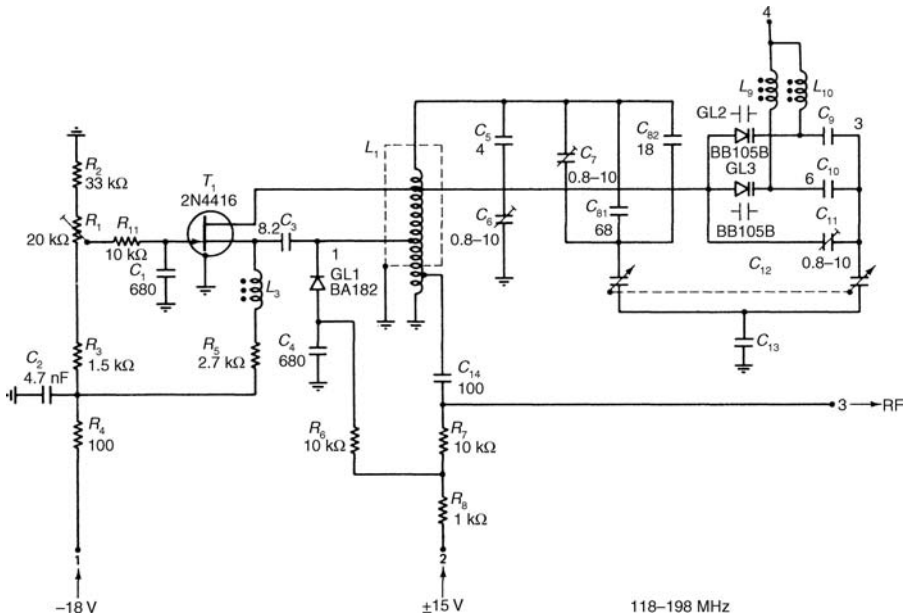 4
L9
L10
GL2
C9
3
BB105B
GL3
C10
6
BB105B
C11
0.8–10
C12
C5
4
C7
0.8–10
C82
18
C6
0.8–10
C81
68
C13
L1
R2
33 kΩ
T1
2N4416
R1
20 kΩ
R11
10 kΩ
C1
680
8.2
C3
1
GL1
BA182
L3
R3
1.5 kΩ
R5
2.7 kΩ
C4
680
C2
4.7 nF
R4
100
C14
100
3
RF
R6
10 kΩ
R7
10 kΩ
R8
1 kΩ
1
2
–18 V
±15 V
118–198 MHz